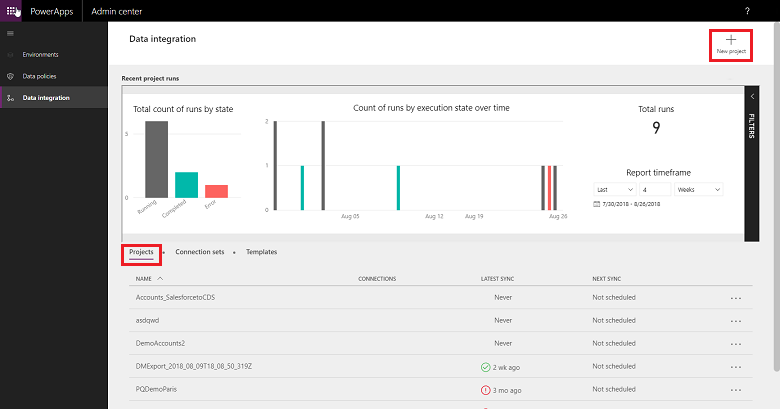 PowerApps Admin center ?
Environments
Data policies
Data integration
Data integration
New project
Recent project runs
Total count of runs by state
5
0
Running
Completed
Error
Count of runs by execution state over time
2
1
0
Aug 05 Aug 12 Aug 19 Aug 26
Total runs
9
Report timeframe
Last 4 Weeks
7/30/2018 - 8/26/2018
FILTERS
Projects Connection sets Templates
NAME CONNECTIONS LATEST SYNC NEXT SYNC
Accounts_SalesforcetoCDS Never Not scheduled ...
asdqwd Never Not scheduled ...
DemoAccounts2 Never Not scheduled ...
DMExport_2018_08_09T18_08_50_319Z 2 wk ago Not scheduled ...
PQDemoParis 3 mo ago Not scheduled ...